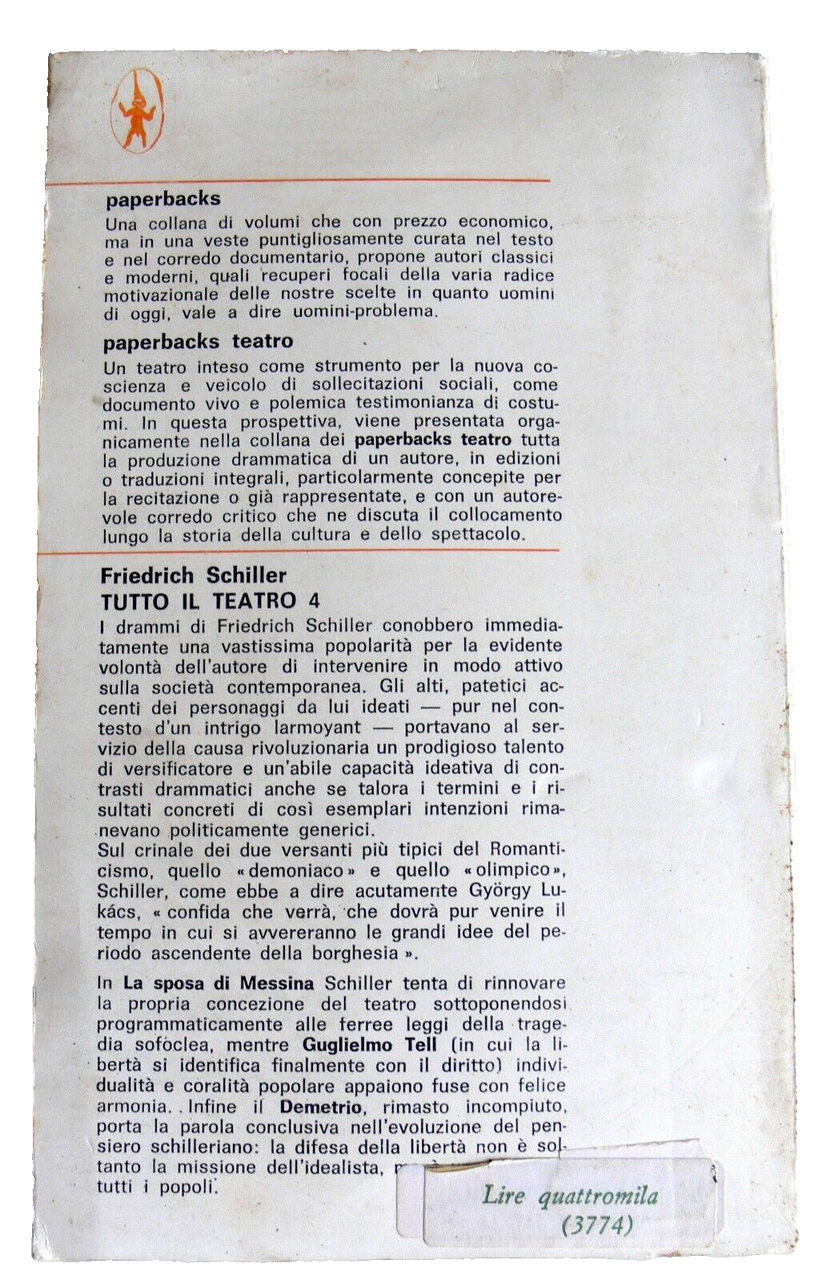 paperbacks
Una collana di volumi che con prezzo economico,
ma in una veste puntigliosamente curata nel testo
e nel corredo documentario, propone autori classici
e moderni, quali recuperi focali della varia radice
motivazionale delle nostre scelte in quanto uomini
di oggi, vale a dire uomini-problema.
paperbacks teatro
Un teatro inteso come strumento per la nuova co-
scienza e veicolo di sollecitazioni sociali, come
documento vivo e polemica testimonianza di costu-
mi. In questa prospettiva, viene presentata orga-
nicamente nella collana dei paperbacks teatro tutta
la produzione drammatica di un autore, in edizioni
o traduzioni integrali, particolarmente concepite per
la recitazione o già rappresentate, e con un autore-
vole corredo critico che ne discuta il collocamento
lungo la storia della cultura e dello spettacolo.
Friedrich Schiller
TUTTO IL TEATRO 4
I drammi di Friedrich Schiller conobbero immedia-
tamente una vastissima popolarità per la evidente
volontà dell'autore di intervenire in modo attivo
sulla società contemporanea. Gli alti, patetici ac-
centi dei personaggi da lui ideati — pur nel con-
testo d'un intrigo larmoyant — portavano al ser-
vizio della causa rivoluzionaria un prodigioso talento
di versificatore e un'abile capacità ideativa di con-
trasti drammatici anche se talora i termini e i ri-
sultati concreti di così esemplari intenzioni rima-
nevano politicamente generici.
Sul crinale dei due versanti più tipici del Romanti-
cismo, quello «demoniaco» e quello «olimpico»,
Schiller, come ebbe a dire acutamente György Lu-
kács, « confida che verrà, che dovrà pur venire il
tempo in cui si avvereranno le grandi idee del pe-
riodo ascendente della borghesia ».
In La sposa di Messina Schiller tenta di rinnovare
la propria concezione del teatro sottoponendosi
programmaticamente alle ferree leggi della trage-
dia sofòclea, mentre Guglielmo Tell (in cui la li-
bertà si identifica finalmente con il diritto) indivi-
dualità e coralità popolare appaiono fuse con felice
armonia. Infine il Demetrio, rimasto incompiuto,
porta la parola conclusiva nell'evoluzione del pen-
siero schilleriano: la difesa della libertà non è sol-
tanto la missione dell'idealista,
tutti i popoli.
Lire quattromila
(3774)